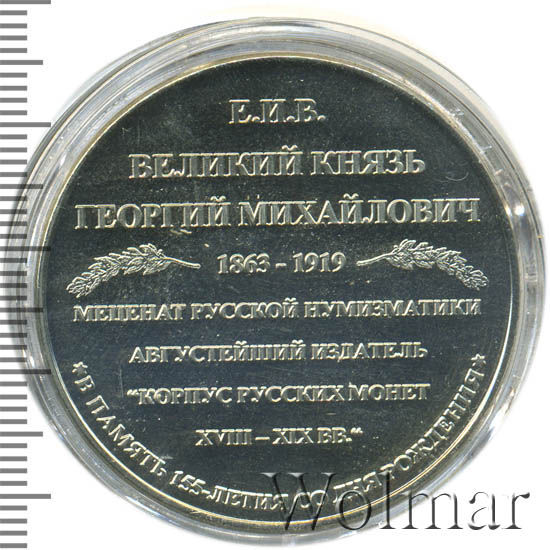 Е.И.В.
ВЕЛИКИЙ КНЯЗЬ
ГЕОРГИЙ МИХАЙЛОВИЧ
1863 - 1919
МЕЦЕНАТ РУССКОЙ НУМИЗМАТИКИ
АВГУСТЕЙШИЙ ИЗДАТЕЛЬ
“КОРПУС РУССКИХ МОНЕТ
XVIII – XIX ВВ.“
*В ПАМЯТЬ 155-ЛЕТИЯ СО ДНЯ РОЖДЕНИЯ*
Wolmar